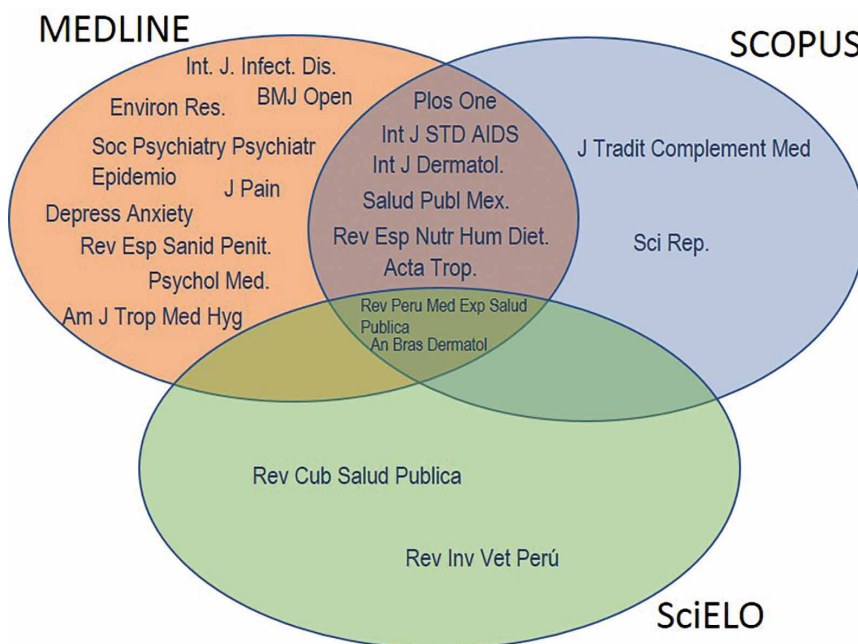 MEDLINE
SCOPUS
Int. J. Infect. Dis.
BMJ Open
Environ Res.
Soc Psychiatry Psychiatr
Epidemio
J Pain
Depress Anxiety
Rev Esp Sanid Penit.
Psychol Med.
Am J Trop Med Hyg
Plos One
Int J STD AIDS
Int J Dermatol.
Salud Publ Mex.
Rev Esp Nutr Hum Diet.
Acta Trop.
Rev Peru Med Exp Salud
Publica
An Bras Dermatol
J Tradit Complement Med
Sci Rep.
Rev Cub Salud Publica
Rev Inv Vet Perú
SciELO